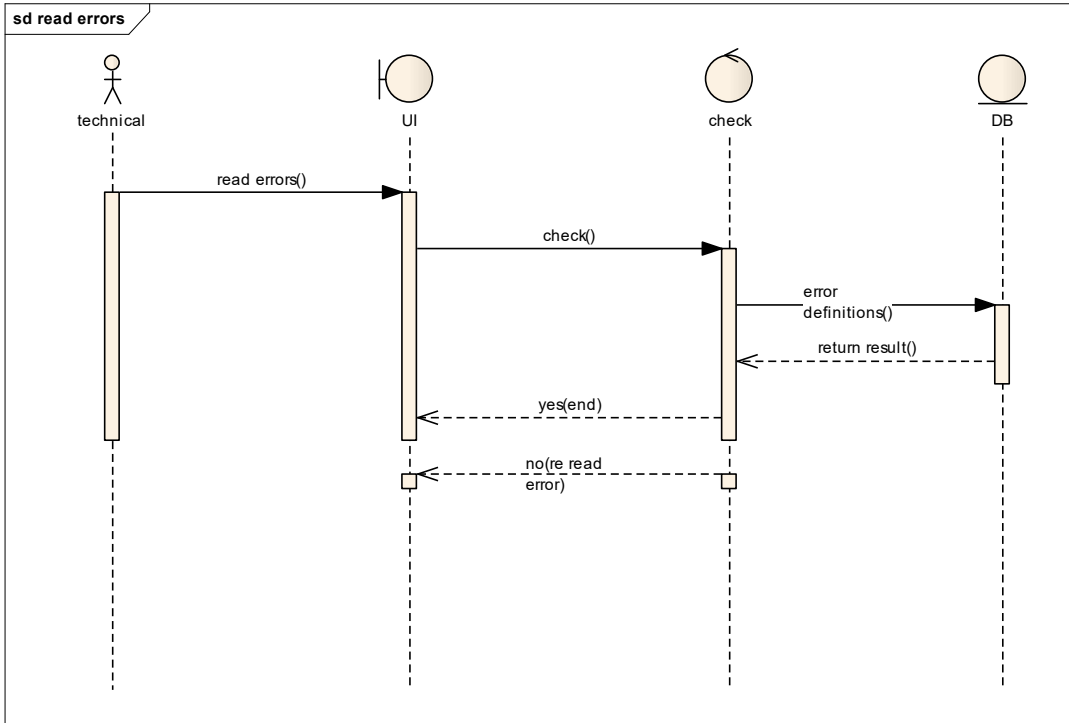 sd read errors
technical
UI
check
DB
read errors()
check()
error
definitions()
return result()
yes(end)
no(re read
error)